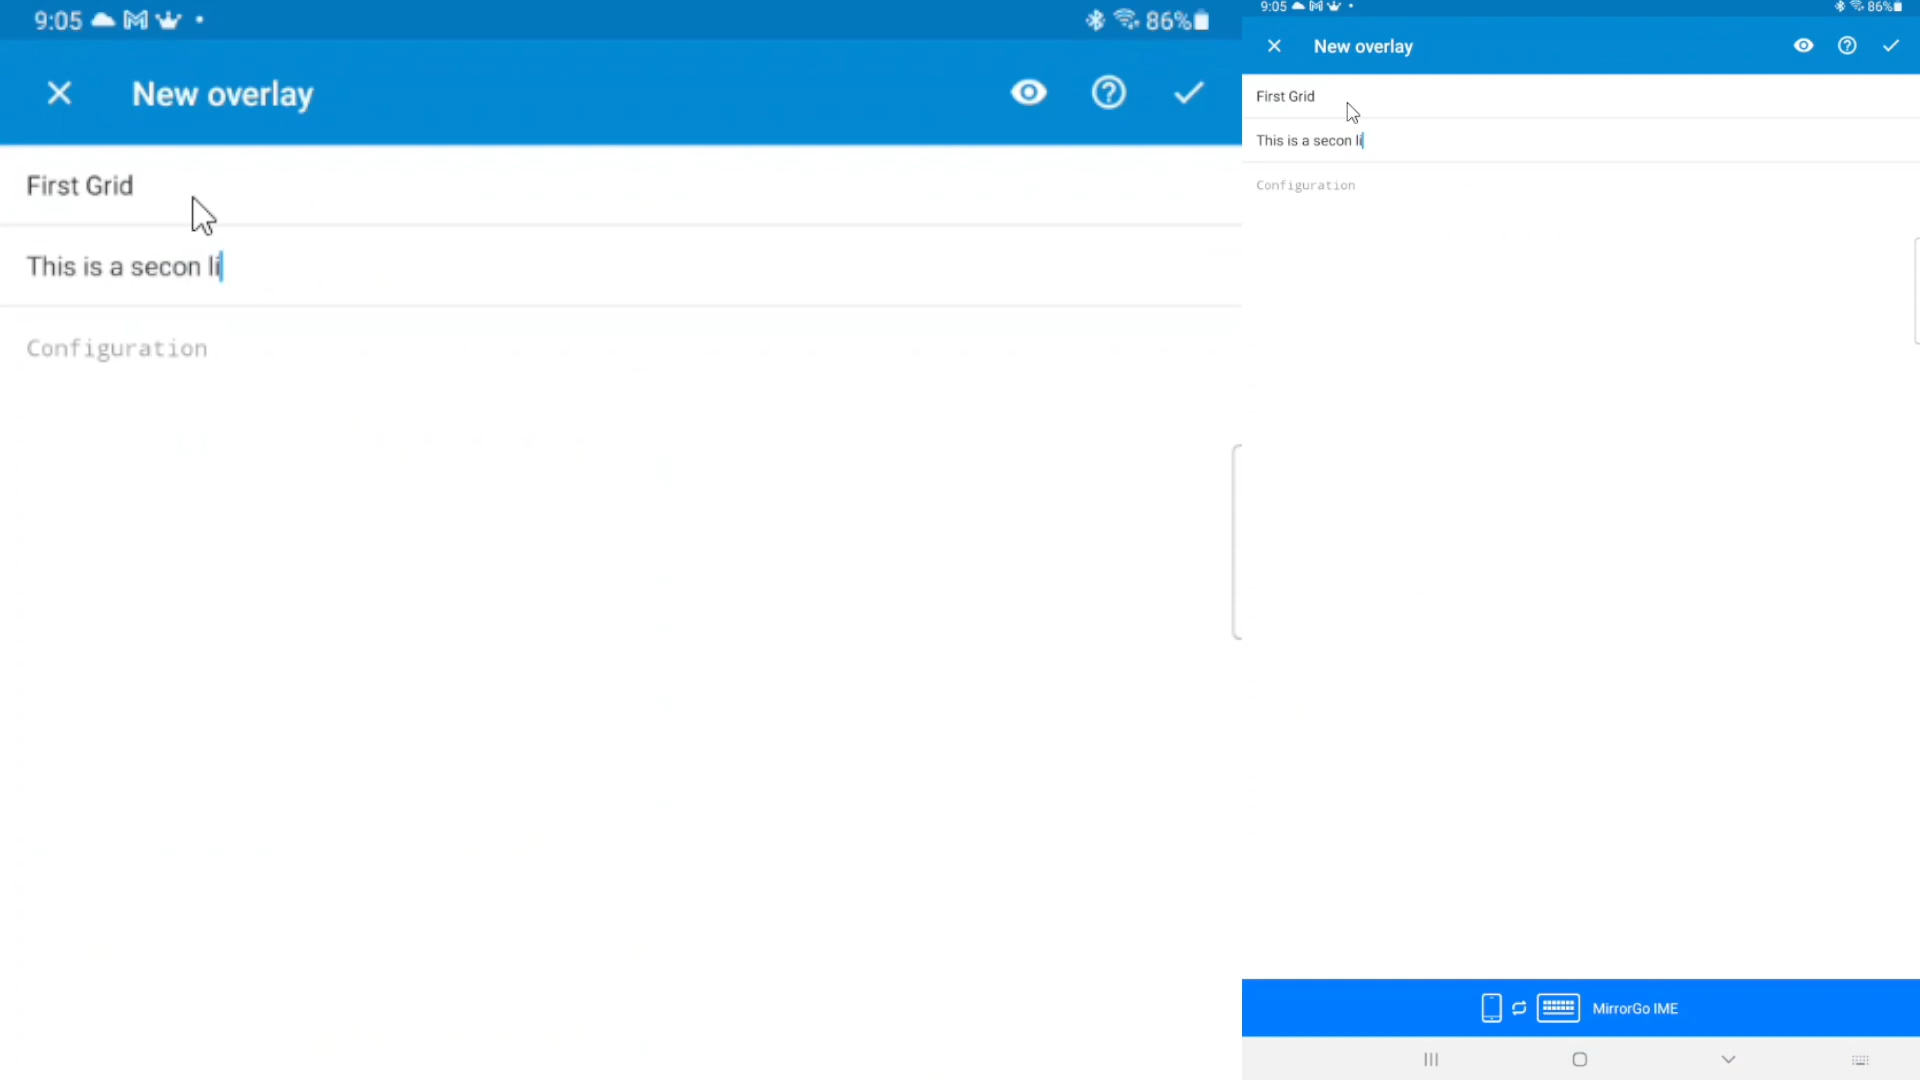 9:05
86%
New overlay
First Grid
This is a secon li
Configuration
9:05
86%
New overlay
First Grid
This is a secon li
Configuration
MirrorGo IME